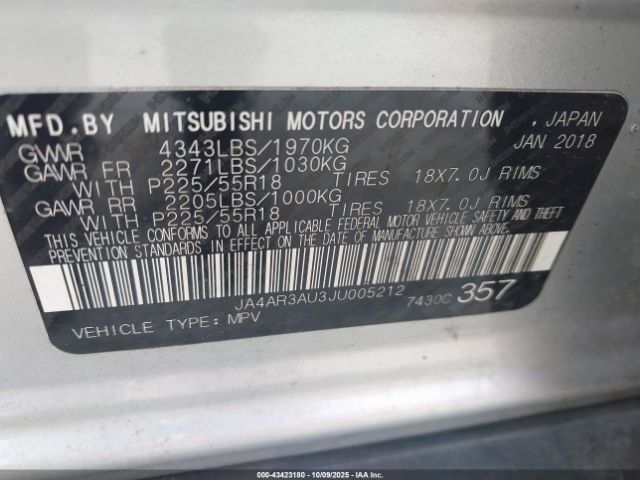 MFD.BY MITSUBISHI MOTORS CORPORATION , JAPAN
GVWR 4343LBS/1970KG JAN 2018
GAWR FR 2271LBS/1030KG
WITH P225/55R18 TIRES 18X7.0J RIMS
GAWR RR 2205LBS/1000KG
WITH P225/55R18 TIRES 18X7.0J RIMS
THIS VEHICLE CONFORMS TO ALL APPLICABLE FEDERAL MOTOR VEHICLE SAFETY AND THEFT
PREVENTION STANDARDS IN EFFECT ON THE DATE OF MANUFACTURE SHOWN ABOVE.
JA4AR3AU3JU005212 7430C 357
VEHICLE TYPE: MPV
000-43423180 - 10/09/2025 - IAA, Inc.